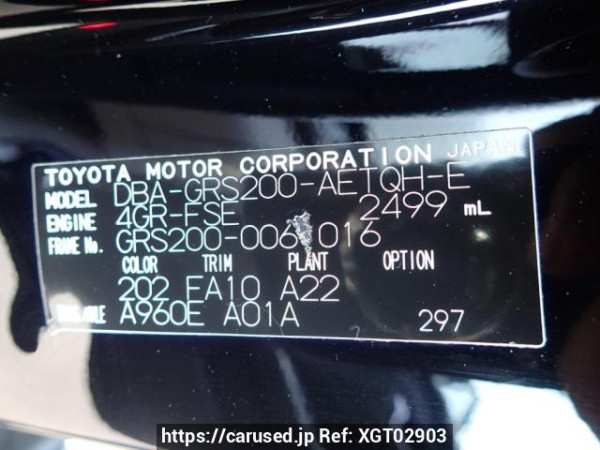 TOYOTA MOTOR CORPORATION JAPAN
MODEL DBA-GRS200-AETQH-E
ENGINE 4GR-FSE 2499 mL
FRAME No.
COLOR TRIM PLANT OPTION
202 FA10 A22
A960E A01A 297
https://carused.jp Ref: XGT02903